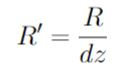 R' = \frac{R}{dz}